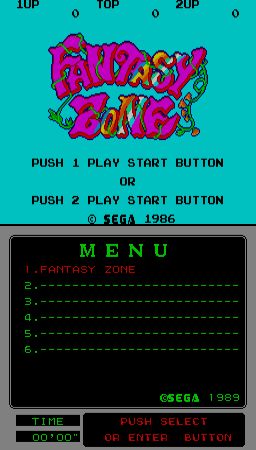 1UP TOP 2UP
0 0 0
FANTASY
ZONE
PUSH 1 PLAY START BUTTON
OR
PUSH 2 PLAY START BUTTON
© SEGA 1986
MENU
1.FANTASY ZONE
2.-------------------------
3.-------------------------
4.-------------------------
5.-------------------------
6.-------------------------
©SEGA 1989
TIME PUSH SELECT
00'00" OR ENTER BUTTON